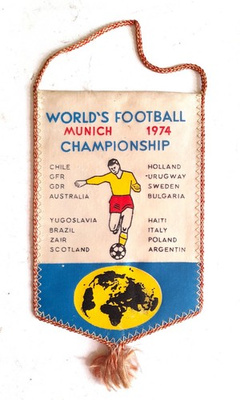 WORLD'S FOOTBALL
MUNICH 1974
CHAMPIONSHIP
CHILE
GFR
GDR
AUSTRALIA
HOLLAND
URUGWAY
SWEDEN
BULGARIA
YUGOSLAVIA
BRAZIL
ZAIR
SCOTLAND
HAITI
ITALY
POLAND
ARGENTIN